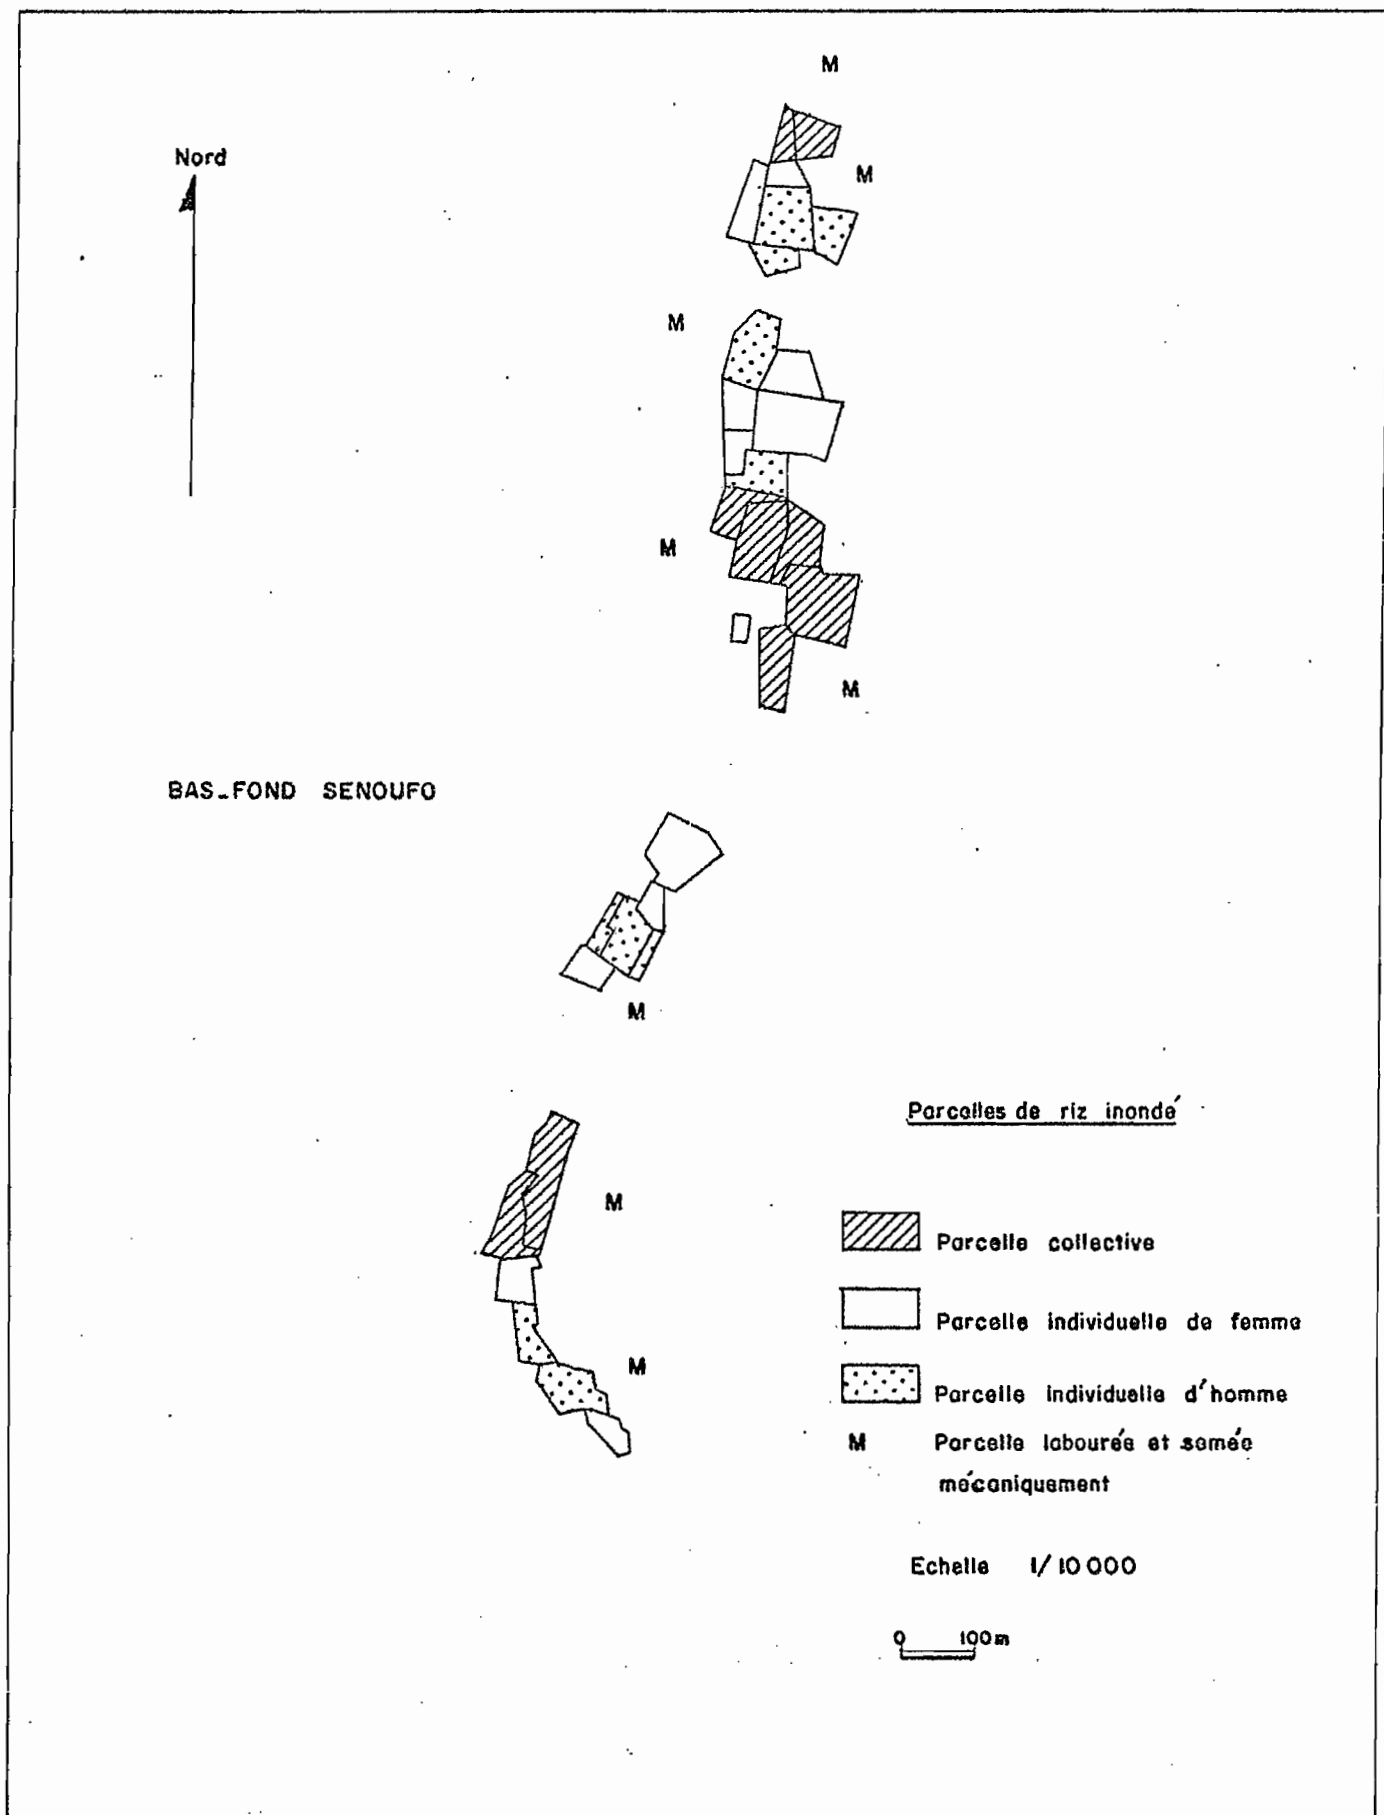 M
Nord
M
M
M
M
BAS-FOND SENOUFO
M
Parcelles de riz inondé
M
Parcelle collective
Parcelle individuelle de femme
M
Parcelle individuelle d'homme
M Parcelle labourée et semée
mécaniquement
Echelle 1/10 000
0 100m